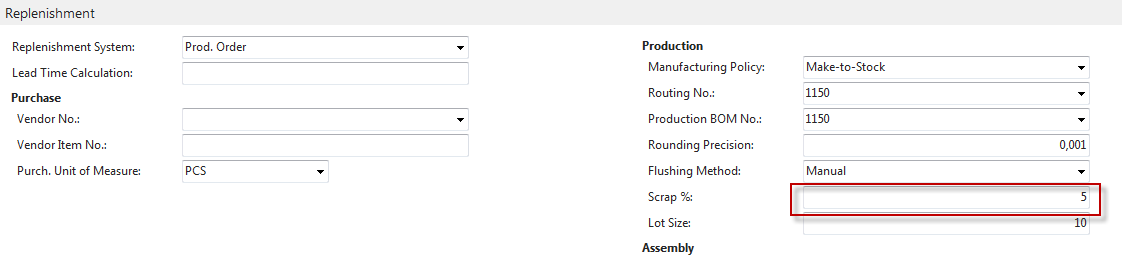 Replenishment
Replenishment System: Prod. Order
Lead Time Calculation:
Purchase
Vendor No.:
Vendor Item No.:
Purch. Unit of Measure: PCS
Production
Manufacturing Policy: Make-to-Stock
Routing No.: 1150
Production BOM No.: 1150
Rounding Precision: 0,001
Flushing Method: Manual
Scrap %: 5
Lot Size: 10
Assembly